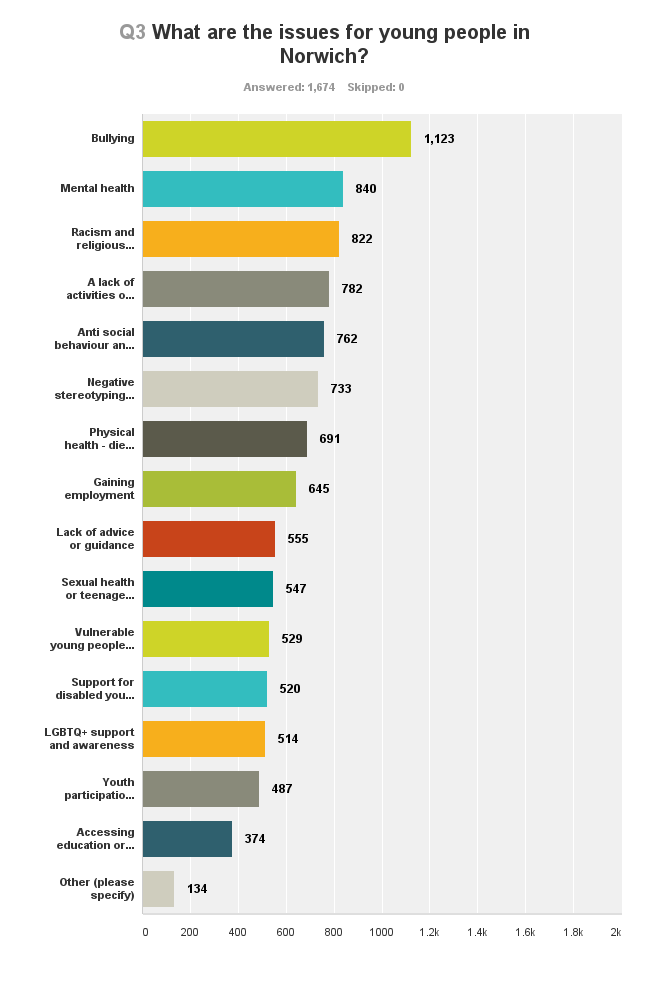 Q3 What are the issues for young people in
Norwich?
Answered: 1,674 Skipped: 0
Bullying
1,123
Mental health
840
Racism and
religious...
822
A lack of
activities o...
782
Anti social
behaviour an...
762
Negative
stereotyping...
733
Physical
health - die...
691
Gaining
employment
645
Lack of advice
or guidance
555
Sexual health
or teenage...
547
Vulnerable
young people...
529
Support for
disabled you...
520
LGBTQ+ support
and awareness
514
Youth
participatio...
487
Accessing
education or...
374
Other (please
specify)
134
0 200 400 600 800 1000 1.2k 1.4k 1.6k 1.8k 2k